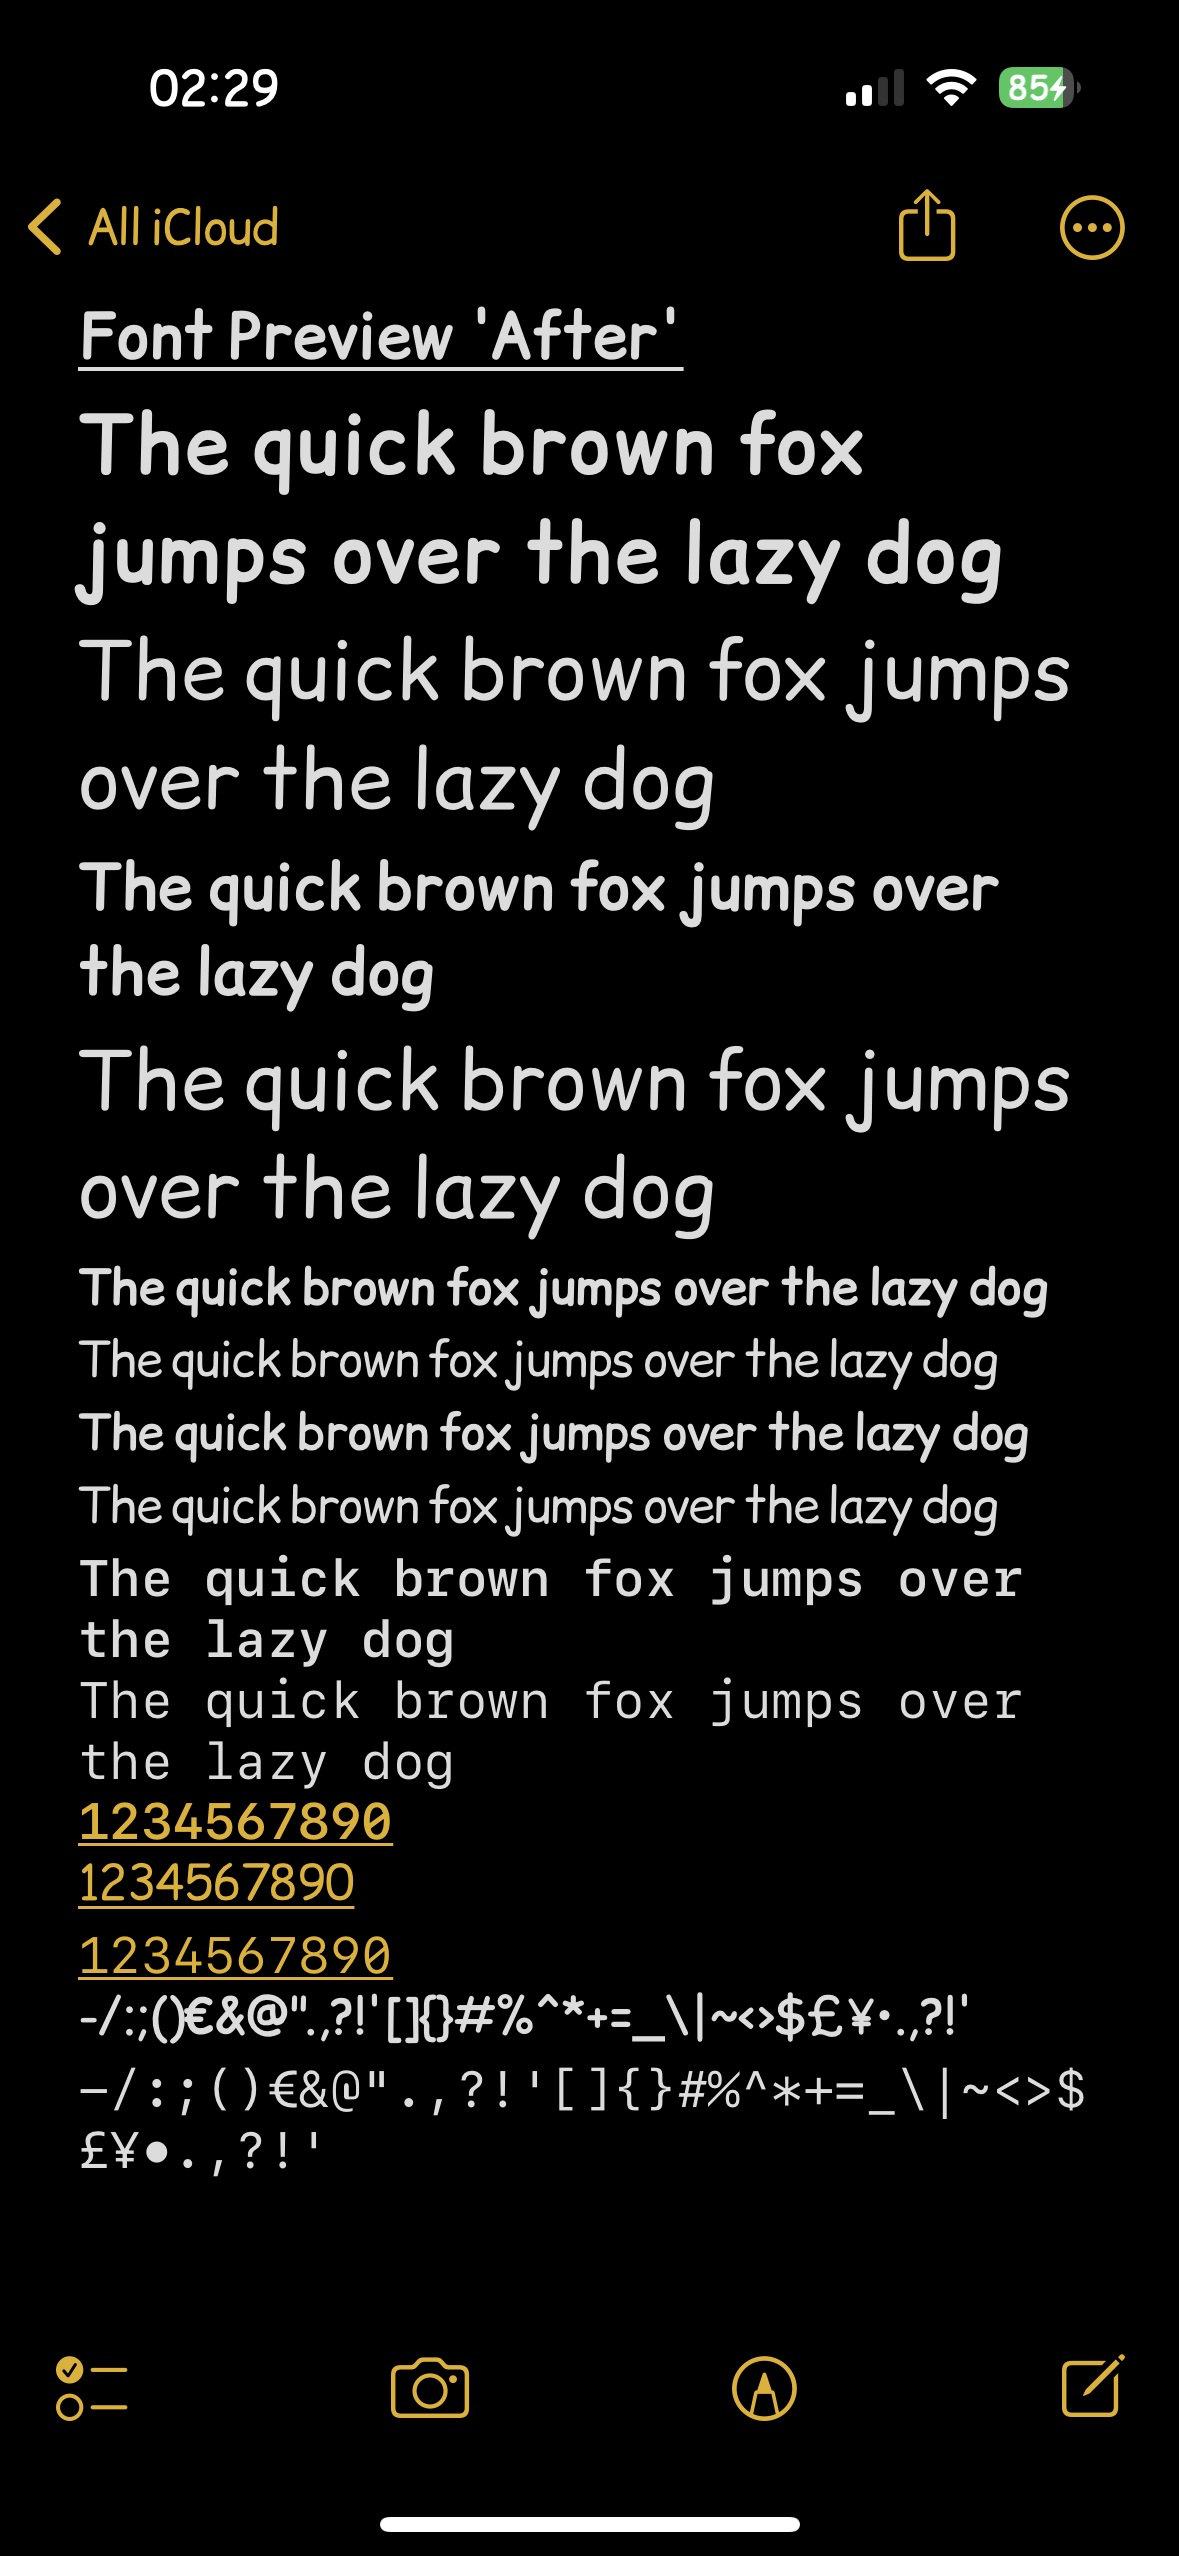 02:29
85
All iCloud
Font Preview 'After'
The quick brown fox
jumps over the lazy dog
The quick brown fox jumps
over the lazy dog
The quick brown fox jumps over
the lazy dog
The quick brown fox jumps
over the lazy dog
The quick brown fox jumps over the lazy dog
The quick brown fox jumps over the lazy dog
The quick brown fox jumps over the lazy dog
The quick brown fox jumps over the lazy dog
The quick brown fox jumps over
the lazy dog
The quick brown fox jumps over
the lazy dog
1234567890
1234567890
1234567890
-/:;()€&@".,?!'[]{}#%^*+=_\|~<>$£¥•.,?!'
–/:;()€&@".,?!'[]{}#%^*+=_\|~<>$
£¥•.,?!'